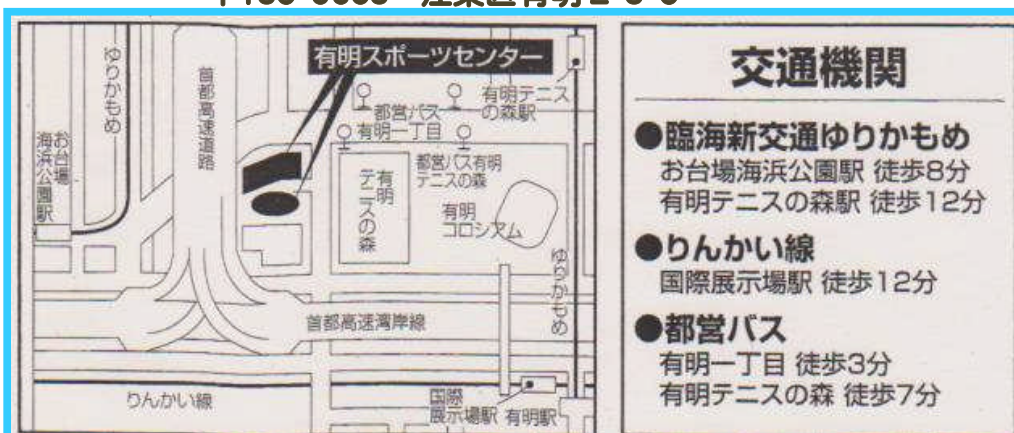 有明スポーツセンター
ゆりかもめ
首都高速道路
お台場
海浜公園駅
都営バス
有明一丁目
有明テニス
の森駅
都営バス有明
テニスの森
有明
テニスの森
有明
コロシアム
ゆりかもめ
首都高速湾岸線
りんかい線
国際
展示場駅
有明駅
交通機関
●臨海新交通ゆりかもめ
お台場海浜公園駅 徒歩8分
有明テニスの森駅 徒歩12分
●りんかい線
国際展示場駅 徒歩12分
●都営バス
有明一丁目 徒歩3分
有明テニスの森 徒歩7分